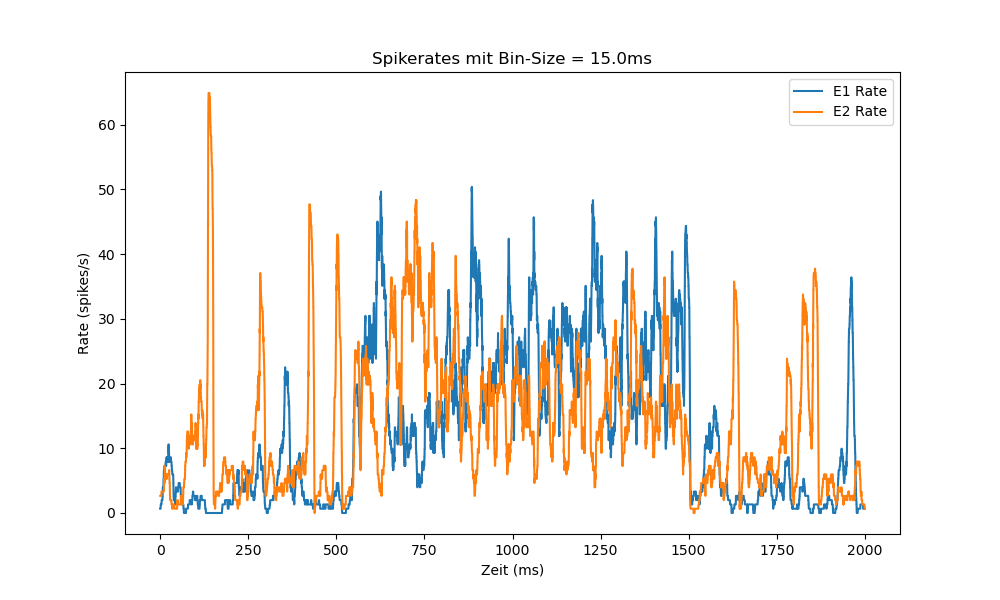 Spikerates mit Bin-Size = 15.0ms
E1 Rate
E2 Rate
60
50
40
30
20
10
0
Rate (spikes/s)
0 250 500 750 1000 1250 1500 1750 2000
Zeit (ms)